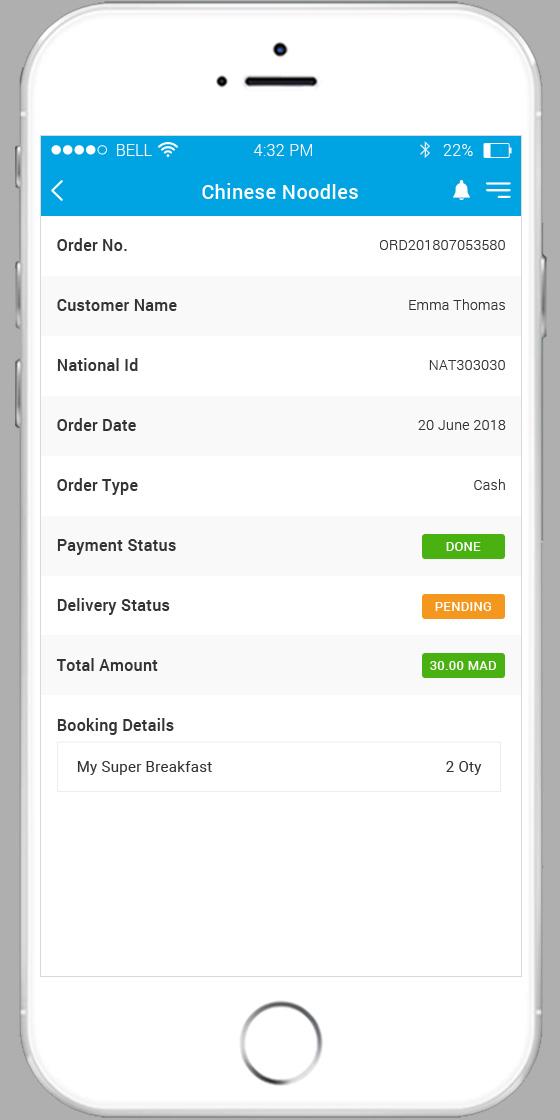 BELL 4:32 PM 22%
Chinese Noodles
Order No. ORD201807053580
Customer Name Emma Thomas
National Id NAT303030
Order Date 20 June 2018
Order Type Cash
Payment Status DONE
Delivery Status PENDING
Total Amount 30.00 MAD
Booking Details
My Super Breakfast 2 Qty